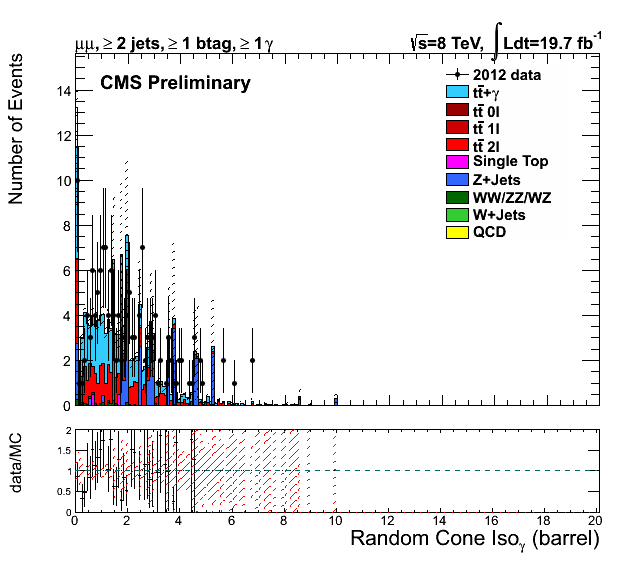 μμ, ≥ 2 jets, ≥ 1 btag, ≥ 1 γ
√s=8 TeV, ∫ Ldt=19.7 fb⁻¹
CMS Preliminary
2012 data
tt̄+γ
tt̄ 0l
tt̄ 1l
tt̄ 2l
Single Top
Z+Jets
WW/ZZ/WZ
W+Jets
QCD
Number of Events
14
12
10
8
6
4
2
0
data/MC
2
1.5
1
0.5
0
0 2 4 6 8 10 12 14 16 18 20
Random Cone Isoγ (barrel)